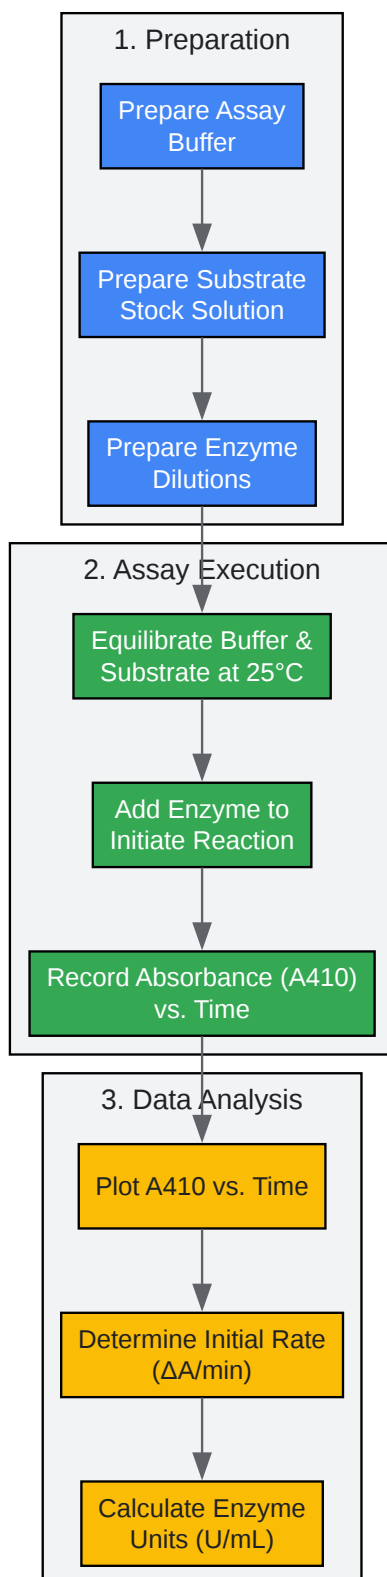 1. Preparation
Prepare Assay
Buffer
Prepare Substrate
Stock Solution
Prepare Enzyme
Dilutions
2. Assay Execution
Equilibrate Buffer &
Substrate at 25°C
Add Enzyme to
Initiate Reaction
Record Absorbance (A410)
vs. Time
3. Data Analysis
Plot A410 vs. Time
Determine Initial Rate
(ΔA/min)
Calculate Enzyme
Units (U/mL)